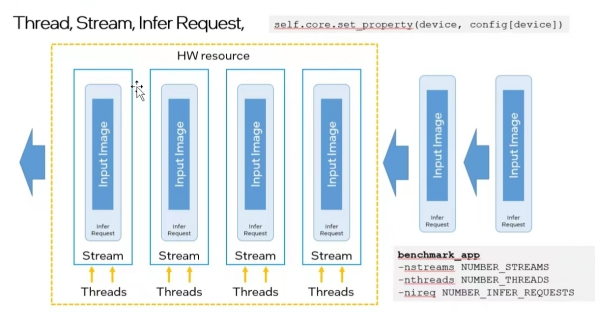 Thread, Stream, Infer Request,
self.core.set_property(device, config[device])
HW resource
Input Image
Infer
Request
Stream
Threads
Input Image
Infer
Request
Stream
Threads
Input Image
Infer
Request
Stream
Threads
Input Image
Infer
Request
Stream
Threads
Input Image
Infer
Request
Input Image
Infer
Request
benchmark_app
-nstreams NUMBER_STREAMS
-nthreads NUMBER_THREADS
-nireq NUMBER_INFER_REQUESTS